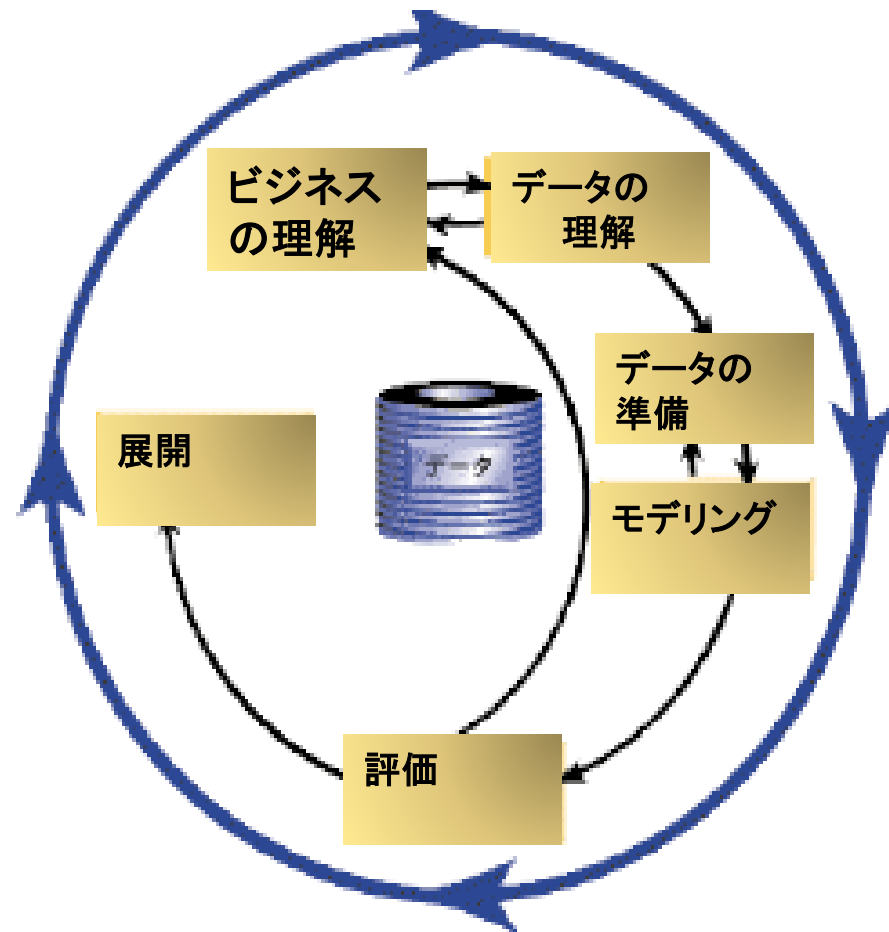 ビジネス
の理解
データの
理解
データの
準備
モデリング
評価
展開
データ